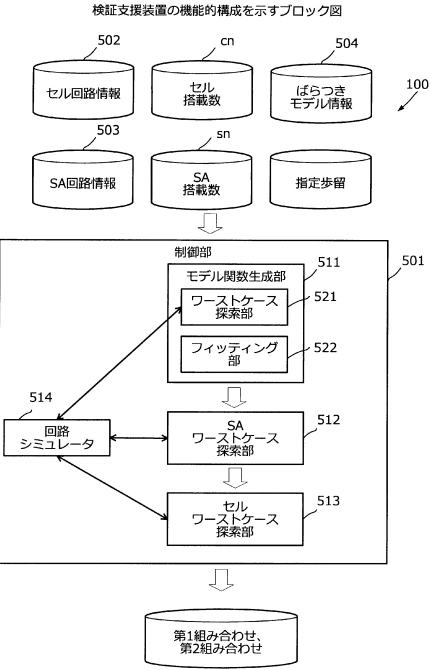 検証支援装置の機能的構成を示すブロック図
502
cn
504
セル回路情報
セル
搭載数
ばらつき
モデル情報
100
503
sn
SA回路情報
SA
搭載数
指定歩留
制御部
501
モデル関数生成部
511
ワーストケース
探索部
521
フィッティング
部
522
514
回路
シミュレータ
SA
ワーストケース
探索部
512
セル
ワーストケース
探索部
513
第1組み合わせ、
第2組み合わせ